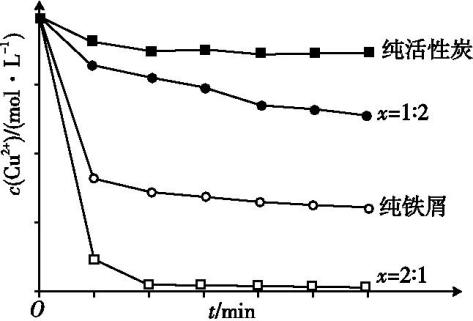 c(Cu²⁺)/(mol·L⁻¹)
纯活性炭
x=1∶2
纯铁屑
x=2∶1
O
t/min